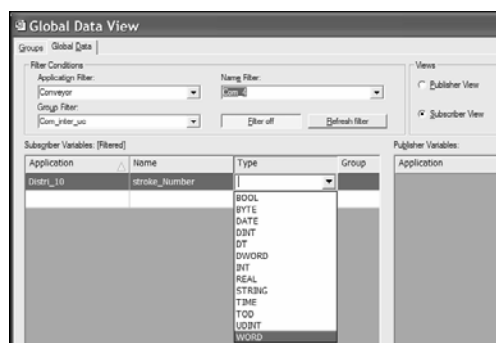 Global Data View
Groups Global Data
Filter Conditions
Application Filter:
Name Filter:
Conveyor
Com_4
Group Filter:
Com_inter_uc
Filter off
Refresh filter
Views
Publisher View
Subscriber View
Subscriber Variables: [Filtered]
Publisher Variables:
Application Name Type Group
Application
Distri_10 stroke_Number
BOOL
BYTE
DATE
DINT
DT
DWORD
INT
REAL
STRING
TIME
TOD
UDINT
WORD